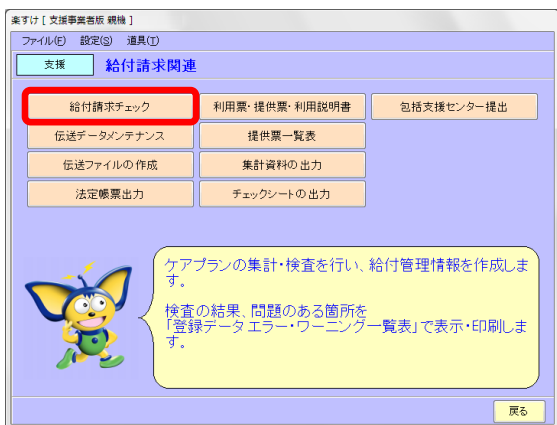 楽すけ [ 支援事業者版 親機 ]
ファイル(F) 設定(S) 道具(T)
支援 給付請求関連
給付請求チェック 利用票・提供票・利用説明書 包括支援センター提出
伝送データメンテナンス 提供票一覧表
伝送ファイルの作成 集計資料の出力
法定帳票出力 チェックシートの出力
ケアプランの集計・検査を行い、給付管理情報を作成しま
す。
検査の結果、問題のある箇所を
「登録データエラー・ワーニング一覧表」で表示・印刷しま
す。
戻る